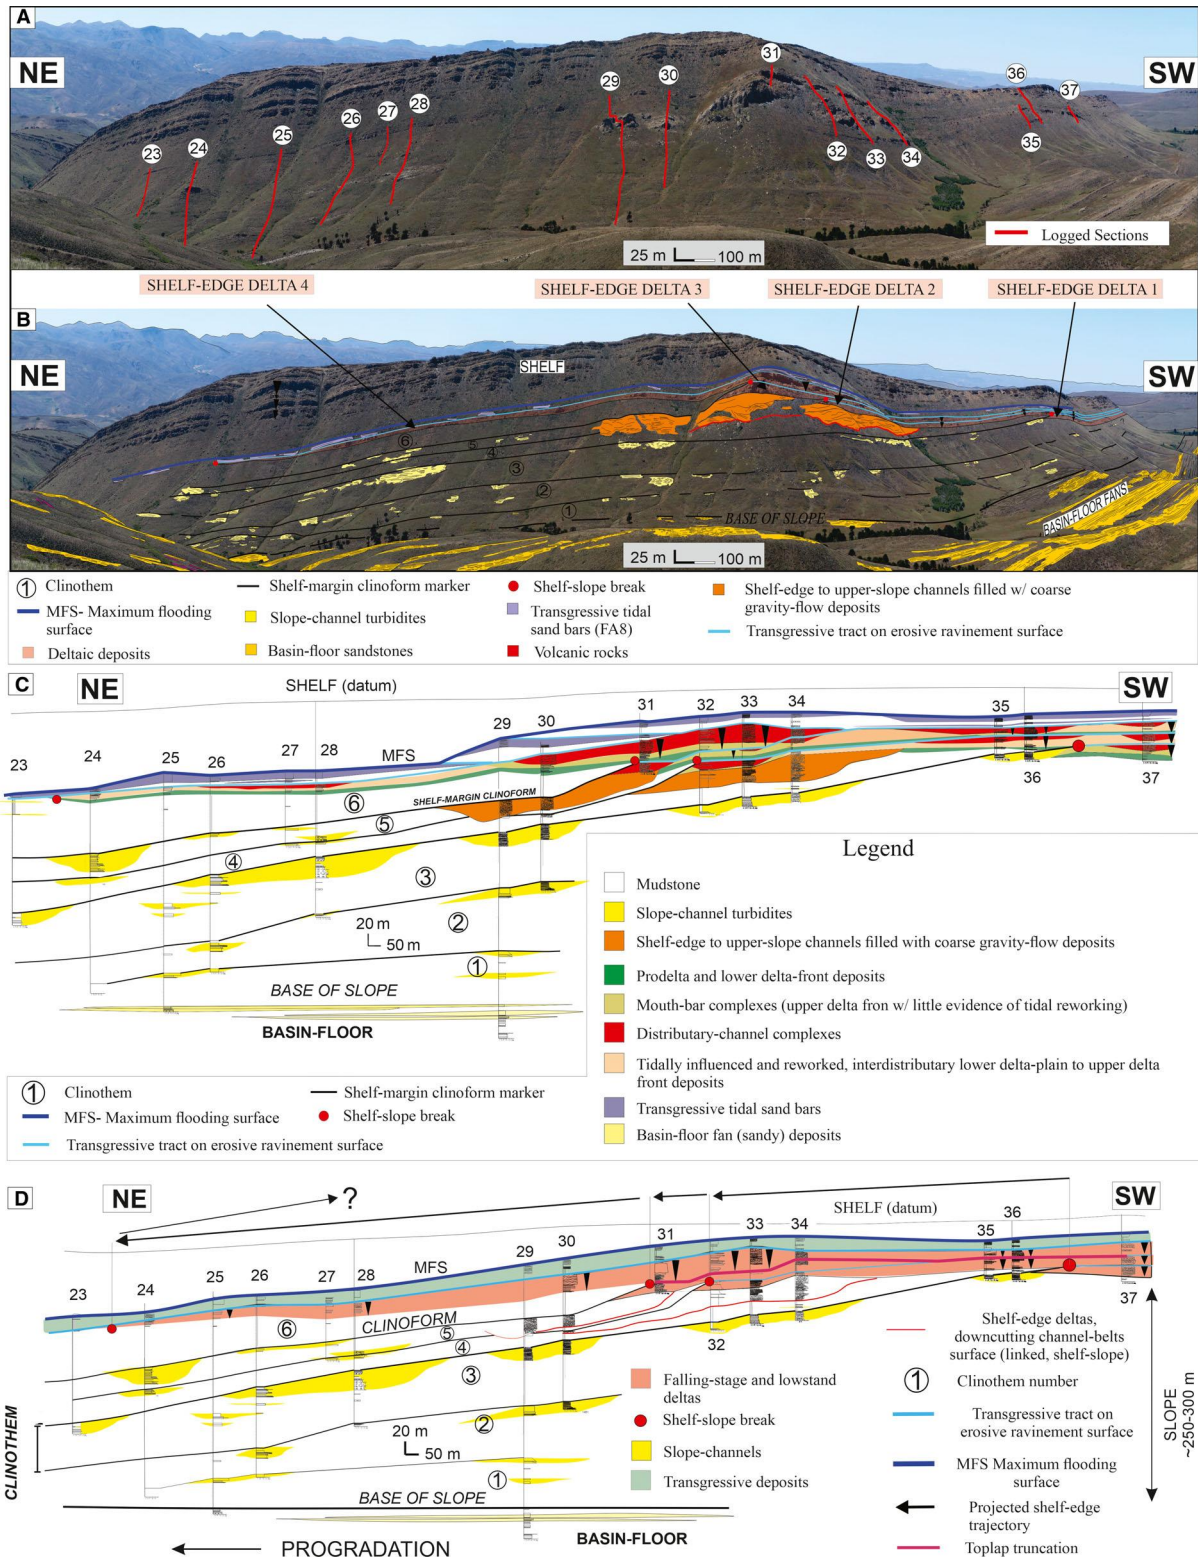 A
NE
SW
23
24
25
26
27
28
29
30
31
32
33
34
35
36
37
25 m 100 m
Logged Sections
SHELF-EDGE DELTA 4
SHELF-EDGE DELTA 3
SHELF-EDGE DELTA 2
SHELF-EDGE DELTA 1
B
NE
SW
SHELF
6
5
4
3
2
1
BASE OF SLOPE
BASIN-FLOOR FANS
25 m 100 m
1 Clinothem
MFS- Maximum flooding
surface
Deltaic deposits
Shelf-margin clinoform marker
Slope-channel turbidites
Basin-floor sandstones
Shelf-slope break
Transgressive tidal
sand bars (FA8)
Volcanic rocks
Shelf-edge to upper-slope channels filled w/ coarse
gravity-flow deposits
Transgressive tract on erosive ravinement surface
C
NE
SHELF (datum)
SW
23
24
25
26
27
28
MFS
29
30
31
32
33
34
35
36
37
SHELF-MARGIN CLINOFORM
6
5
4
3
2
1
20 m
50 m
BASE OF SLOPE
BASIN-FLOOR
1 Clinothem
Shelf-margin clinoform marker
MFS- Maximum flooding surface
Shelf-slope break
Transgressive tract on erosive ravinement surface
Legend
Mudstone
Slope-channel turbidites
Shelf-edge to upper-slope channels filled with coarse gravity-flow deposits
Prodelta and lower delta-front deposits
Mouth-bar complexes (upper delta fron w/ little evidence of tidal reworking)
Distributary-channel complexes
Tidally influenced and reworked, interdistributary lower delta-plain to upper delta
front deposits
Transgressive tidal sand bars
Basin-floor fan (sandy) deposits
D
NE
?
SHELF (datum)
SW
23
24
25
26
27
28
MFS
29
30
31
32
33
34
35
36
37
CLINOFORM
6
5
4
3
2
1
CLINOTHEM
20 m
50 m
BASE OF SLOPE
BASIN-FLOOR
PROGRADATION
Falling-stage and lowstand
deltas
Shelf-slope break
Slope-channels
Transgressive deposits
Shelf-edge deltas,
downcutting channel-belts
surface (linked, shelf-slope)
1 Clinothem number
Transgressive tract on
erosive ravinement surface
MFS Maximum flooding
surface
Projected shelf-edge
trajectory
Toplap truncation
SLOPE
~250-300 m